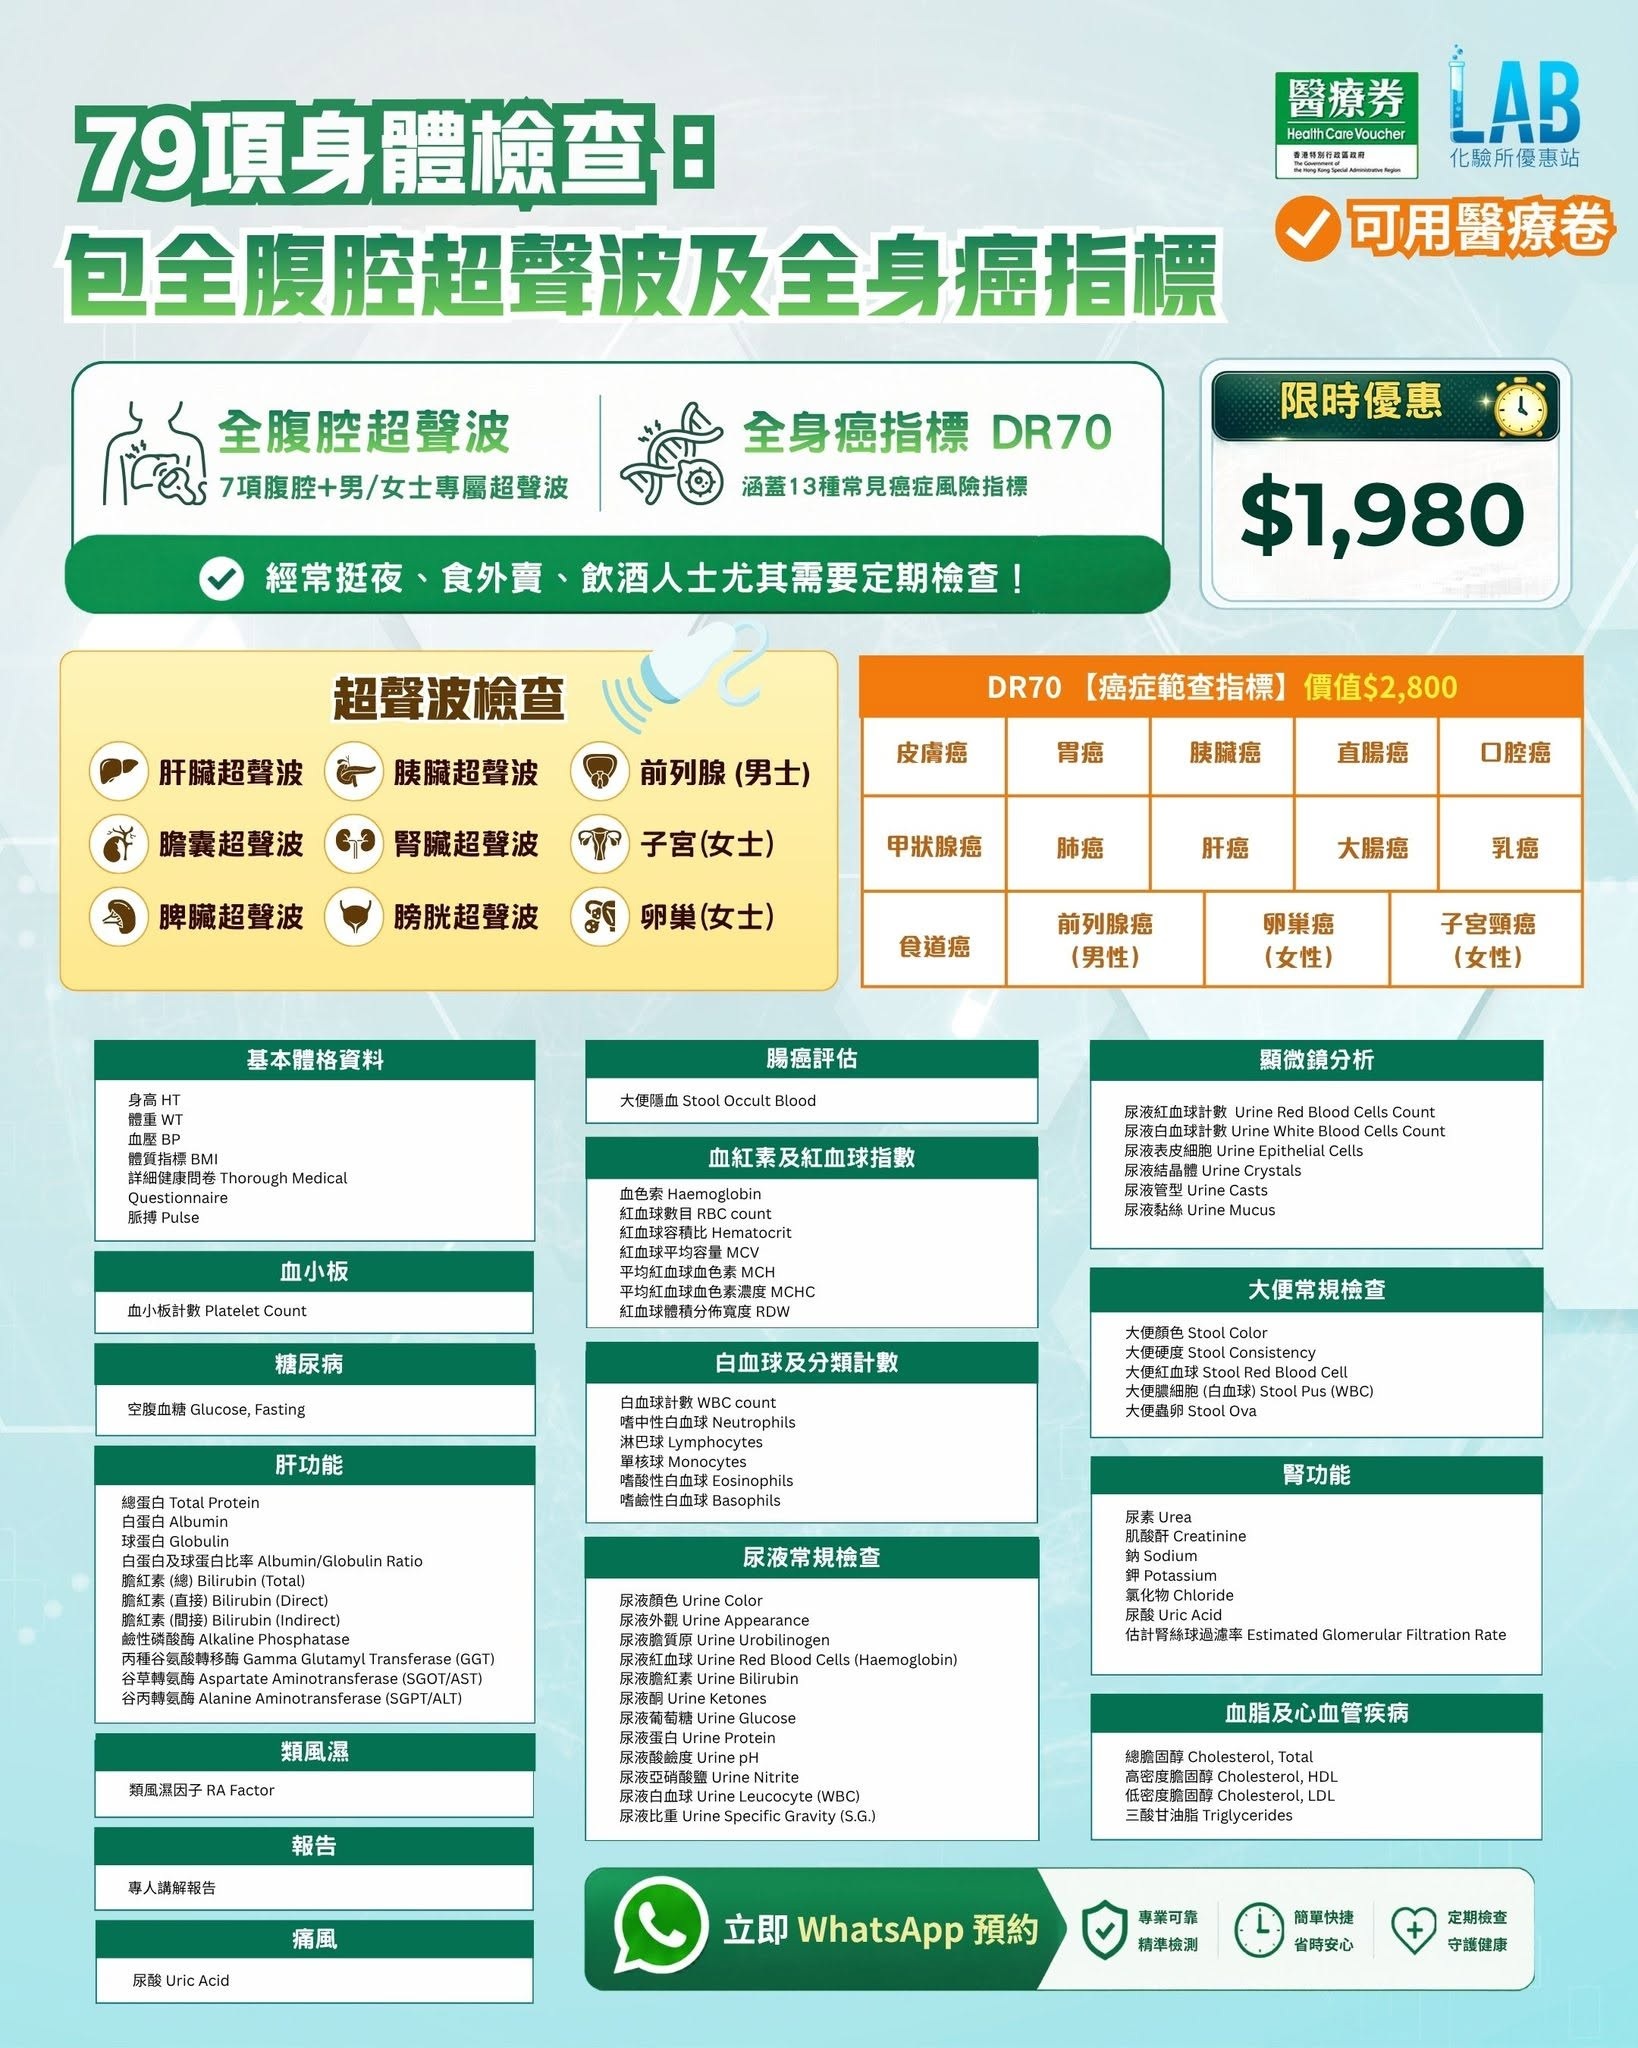 醫療券
Health Care Voucher
香港特別行政區政府
The Government of
the Hong Kong Special Administrative Region
LAB
化驗所優惠站
可用醫療卷
79項身體檢查：
包全腹腔超聲波及全身癌指標
全腹腔超聲波
7項腹腔+男/女士專屬超聲波
全身癌指標 DR70
涵蓋13種常見癌症風險指標
經常挺夜、食外賣、飲酒人士尤其需要定期檢查！
限時優惠
$1,980
超聲波檢查
肝臟超聲波
胰臟超聲波
前列腺 (男士)
膽囊超聲波
腎臟超聲波
子宮(女士)
脾臟超聲波
膀胱超聲波
卵巢(女士)
DR70 【癌症範查指標】價值$2,800
皮膚癌
胃癌
胰臟癌
直腸癌
口腔癌
甲狀腺癌
肺癌
肝癌
大腸癌
乳癌
食道癌
前列腺癌
(男性)
卵巢癌
(女性)
子宮頸癌
(女性)
基本體格資料
身高 HT
體重 WT
血壓 BP
體質指標 BMI
詳細健康問卷 Thorough Medical
Questionnaire
脈搏 Pulse
血小板
血小板計數 Platelet Count
糖尿病
空腹血糖 Glucose, Fasting
肝功能
總蛋白 Total Protein
白蛋白 Albumin
球蛋白 Globulin
白蛋白及球蛋白比率 Albumin/Globulin Ratio
膽紅素 (總) Bilirubin (Total)
膽紅素 (直接) Bilirubin (Direct)
膽紅素 (間接) Bilirubin (Indirect)
鹼性磷酸酶 Alkaline Phosphatase
丙種谷氨酸轉移酶 Gamma Glutamyl Transferase (GGT)
谷草轉氨酶 Aspartate Aminotransferase (SGOT/AST)
谷丙轉氨酶 Alanine Aminotransferase (SGPT/ALT)
類風濕
類風濕因子 RA Factor
報告
專人講解報告
痛風
尿酸 Uric Acid
腸癌評估
大便隱血 Stool Occult Blood
血紅素及紅血球指數
血色索 Haemoglobin
紅血球數目 RBC count
紅血球容積比 Hematocrit
紅血球平均容量 MCV
平均紅血球血色素 MCH
平均紅血球血色素濃度 MCHC
紅血球體積分佈寬度 RDW
白血球及分類計數
白血球計數 WBC count
嗜中性白血球 Neutrophils
淋巴球 Lymphocytes
單核球 Monocytes
嗜酸性白血球 Eosinophils
嗜鹼性白血球 Basophils
尿液常規檢查
尿液顏色 Urine Color
尿液外觀 Urine Appearance
尿液膽質原 Urine Urobilinogen
尿液紅血球 Urine Red Blood Cells (Haemoglobin)
尿液膽紅素 Urine Bilirubin
尿液酮 Urine Ketones
尿液葡萄糖 Urine Glucose
尿液蛋白 Urine Protein
尿液酸鹼度 Urine pH
尿液亞硝酸鹽 Urine Nitrite
尿液白血球 Urine Leucocyte (WBC)
尿液比重 Urine Specific Gravity (S.G.)
顯微鏡分析
尿液紅血球計數 Urine Red Blood Cells Count
尿液白血球計數 Urine White Blood Cells Count
尿液表皮細胞 Urine Epithelial Cells
尿液結晶體 Urine Crystals
尿液管型 Urine Casts
尿液黏絲 Urine Mucus
大便常規檢查
大便顏色 Stool Color
大便硬度 Stool Consistency
大便紅血球 Stool Red Blood Cell
大便膿細胞 (白血球) Stool Pus (WBC)
大便蟲卵 Stool Ova
腎功能
尿素 Urea
肌酸酐 Creatinine
鈉 Sodium
鉀 Potassium
氯化物 Chloride
尿酸 Uric Acid
估計腎絲球過濾率 Estimated Glomerular Filtration Rate
血脂及心血管疾病
總膽固醇 Cholesterol, Total
高密度膽固醇 Cholesterol, HDL
低密度膽固醇 Cholesterol, LDL
三酸甘油脂 Triglycerides
立即 WhatsApp 預約
專業可靠
精準檢測
簡單快捷
省時安心
定期檢查
守護健康